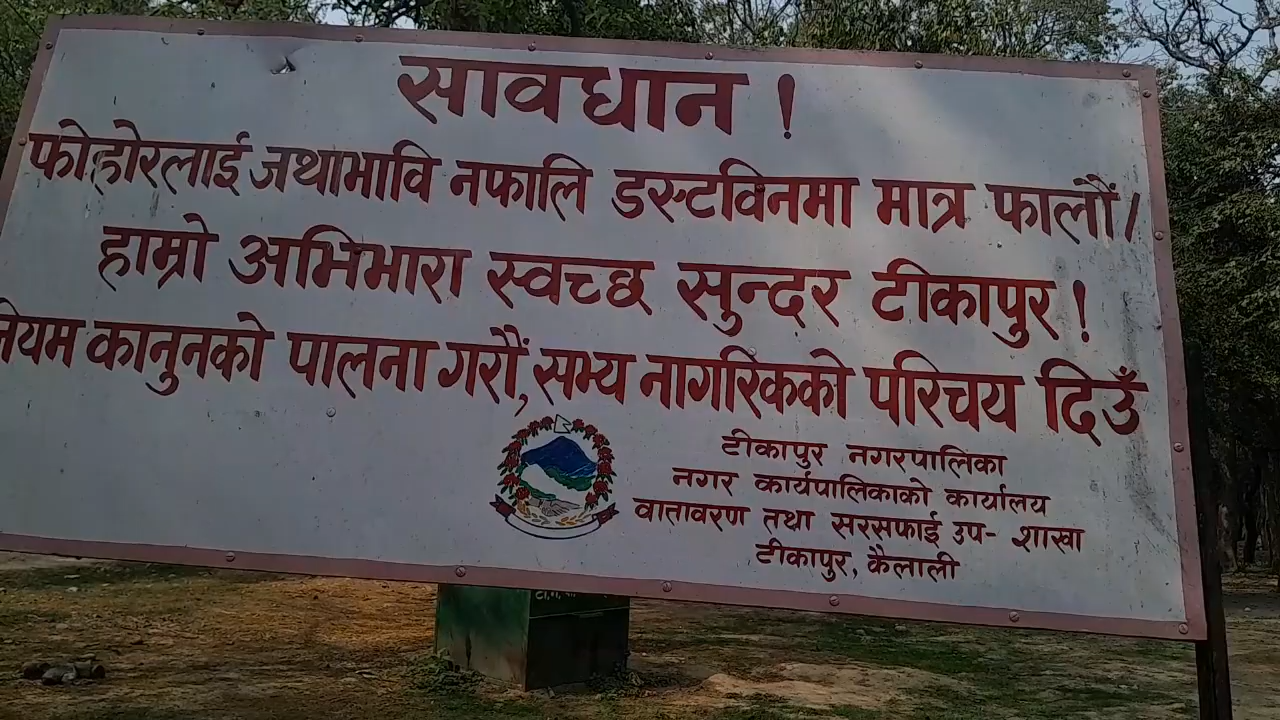 सावधान !
फोहोरलाई जथाभावि नफालि डस्टविनमा मात्र फालौं।
हाम्रो अभिभारा स्वच्छ सुन्दर टीकापुर !
नियम कानुनको पालना गरौं, सभ्य नागरिकको परिचय दिउँ
टीकापुर नगरपालिका
नगर कार्यपालिकाको कार्यालय
वातावरण तथा सरसफाई उप- शाखा
टीकापुर, कैलाली